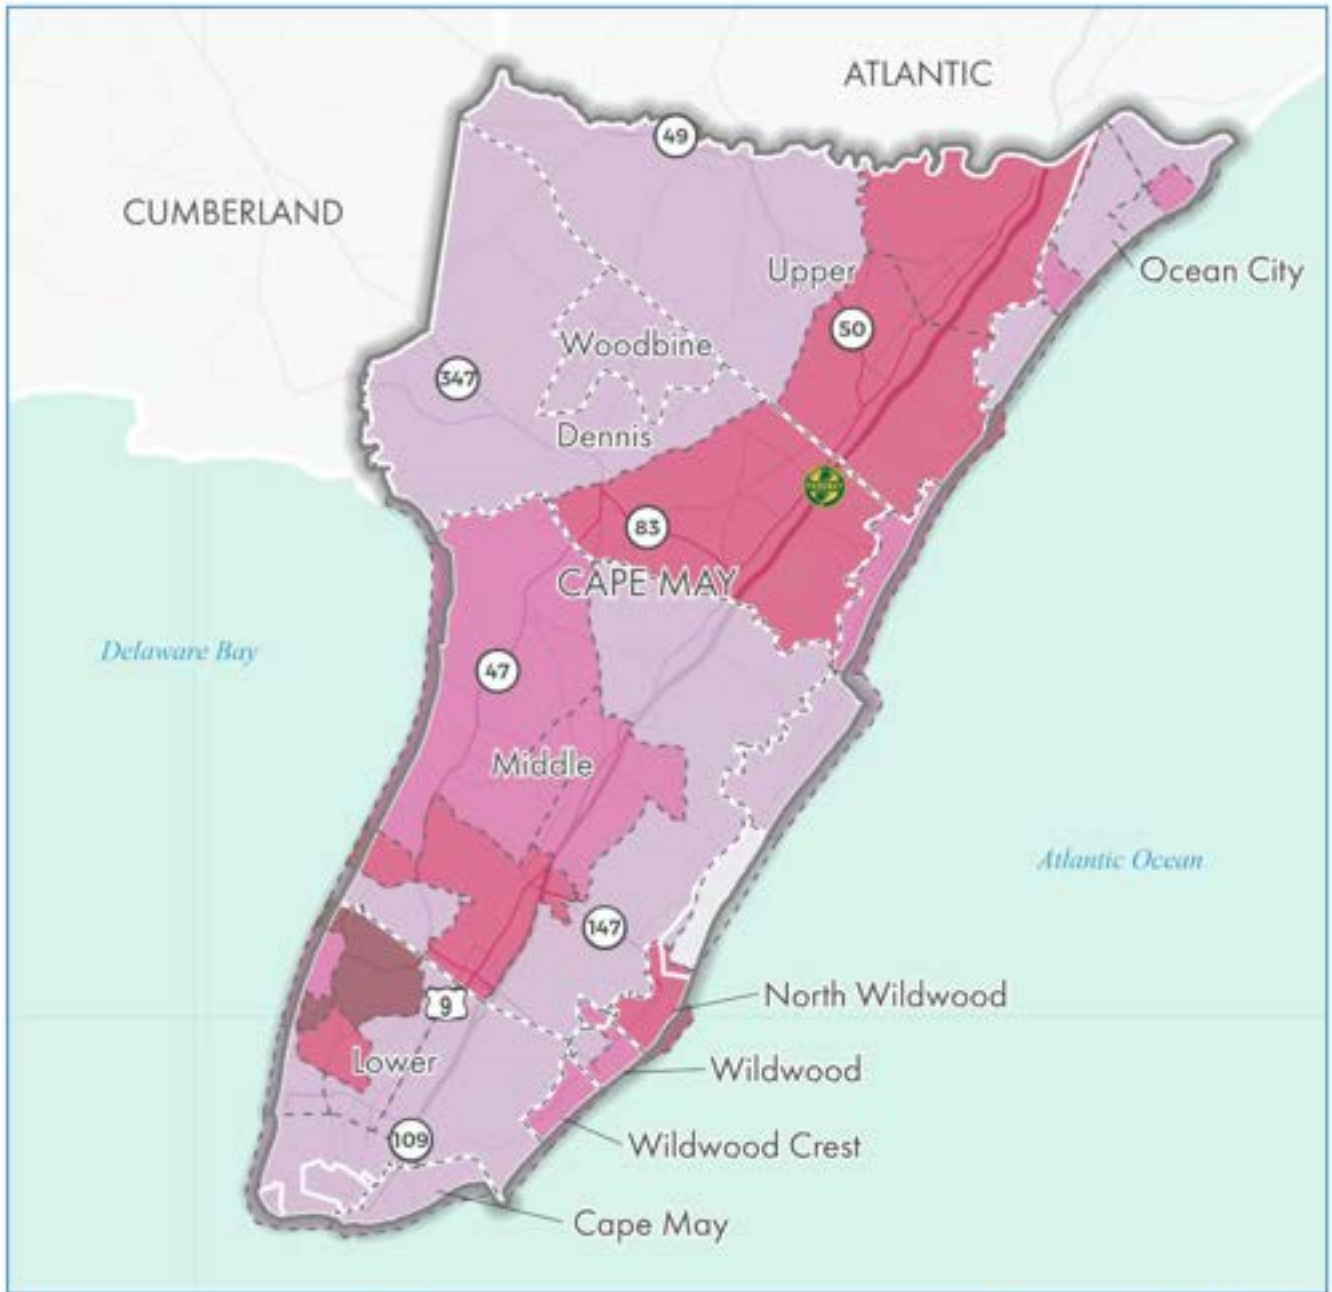 ATLANTIC
49
CUMBERLAND
Upper
Ocean City
50
Woodbine
347
Dennis
83
CAPE MAY
Delaware Bay
47
Middle
Atlantic Ocean
147
North Wildwood
9
Lower
Wildwood
109
Wildwood Crest
Cape May